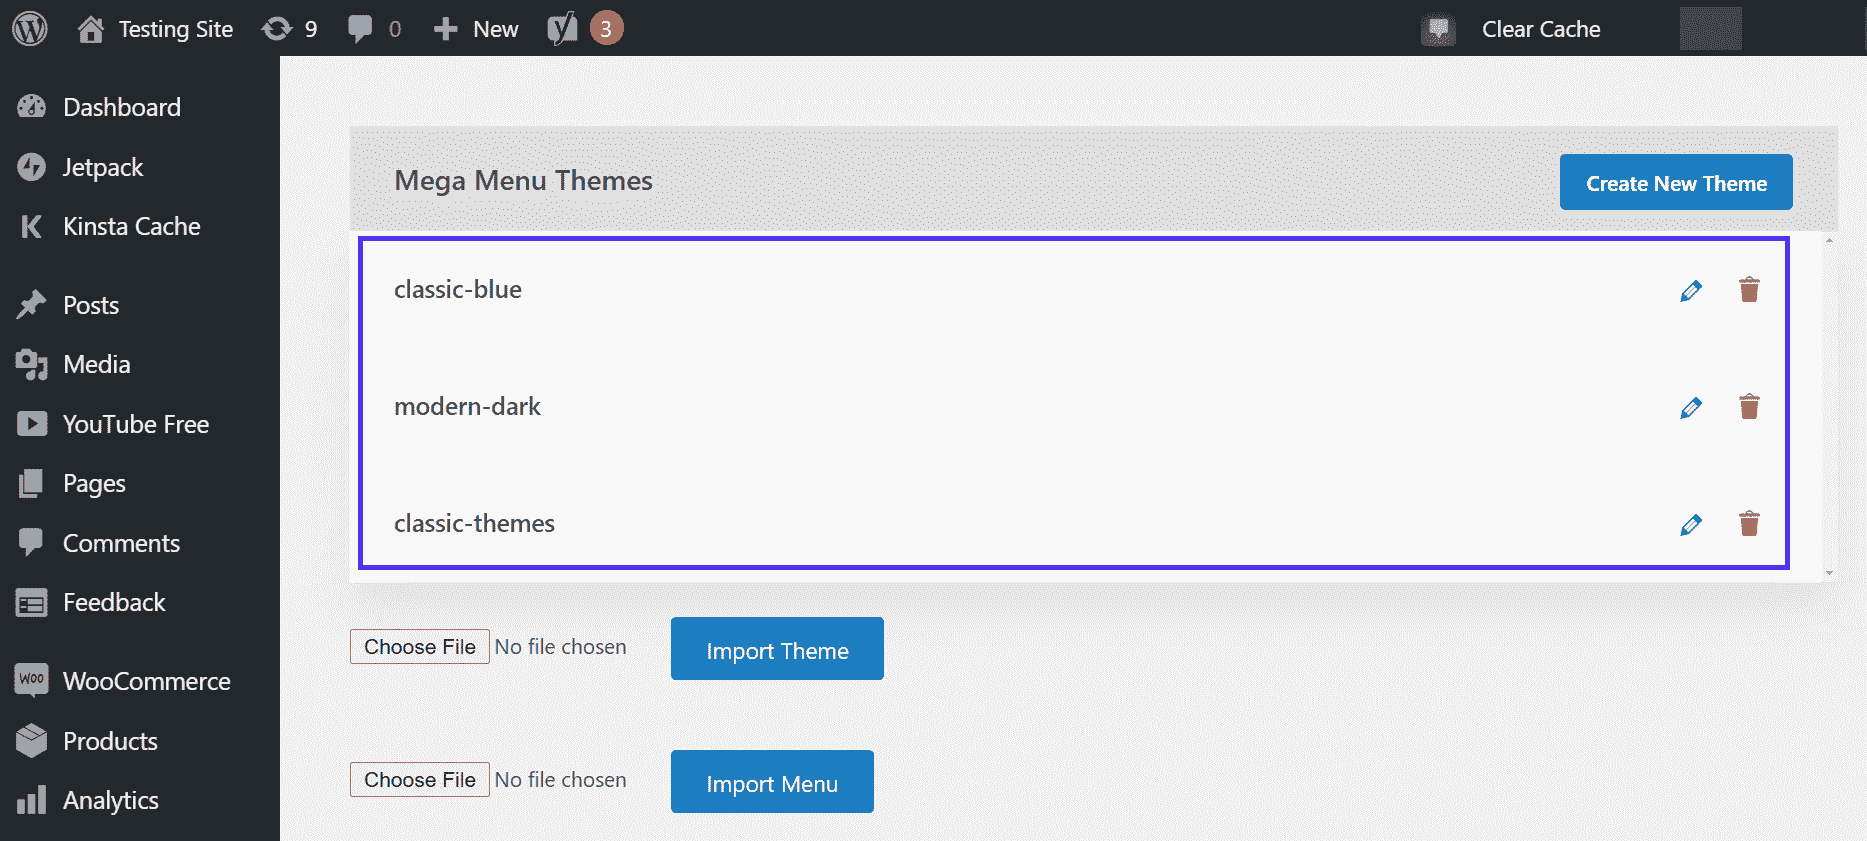 Testing Site 9 0 New 3 Clear Cache
Dashboard
Jetpack
Kinsta Cache
Posts
Media
YouTube Free
Pages
Comments
Feedback
Woo WooCommerce
Products
Analytics
Mega Menu Themes Create New Theme
classic-blue
modern-dark
classic-themes
Choose File No file chosen Import Theme
Choose File No file chosen Import Menu